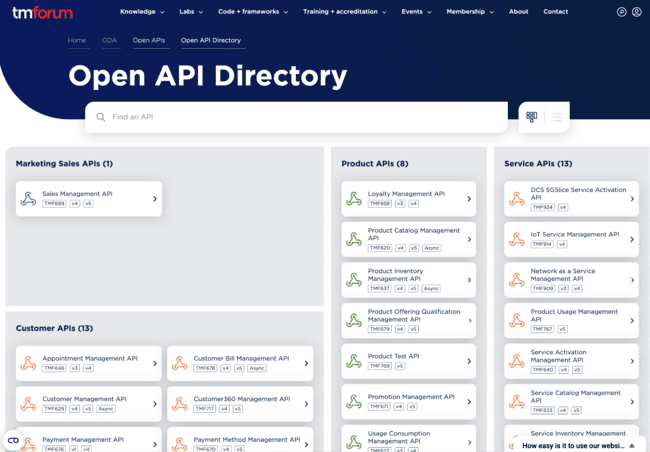 tmforum
Knowledge
Labs
Code + frameworks
Training + accreditation
Events
Membership
About
Contact
Home
ODA
Open APIs
Open API Directory
Open API Directory
Find an API
Marketing Sales APIs (1)
Sales Management API
TMF699 v4 v5
Customer APIs (13)
Appointment Management API
TMF646 v3 v4
Customer Bill Management API
TMF678 v4 v5 Async
Customer Management API
TMF629 v4 v5 Async
Customer360 Management API
TMF717 v4 v5
Payment Management API
TMF676 v1 v4
Payment Method Management API
TMF670 v4 v5
Product APIs (8)
Loyalty Management API
TMF658 v3 v4
Product Catalog Management
API
TMF620 v4 v5 Async
Product Inventory
Management API
TMF637 v4 v5 Async
Product Offering Qualification
Management API
TMF679 v4 v5
Product Test API
TMF769 v5
Promotion Management API
TMF671 v4 v5
Usage Consumption
Management API
TMF677 v3 v4
Service APIs (13)
DCS 5GSlice Service Activation
API
TMF924 v4
IoT Service Management API
TMF914 v4
Network as a Service
Management API
TMF909 v3 v4
Product Usage Management
API
TMF767 v5
Service Activation
Management API
TMF640 v4 v5
Service Catalog Management
API
TMF633 v4 v5
Service Inventory Management
How easy is it to use our websi...